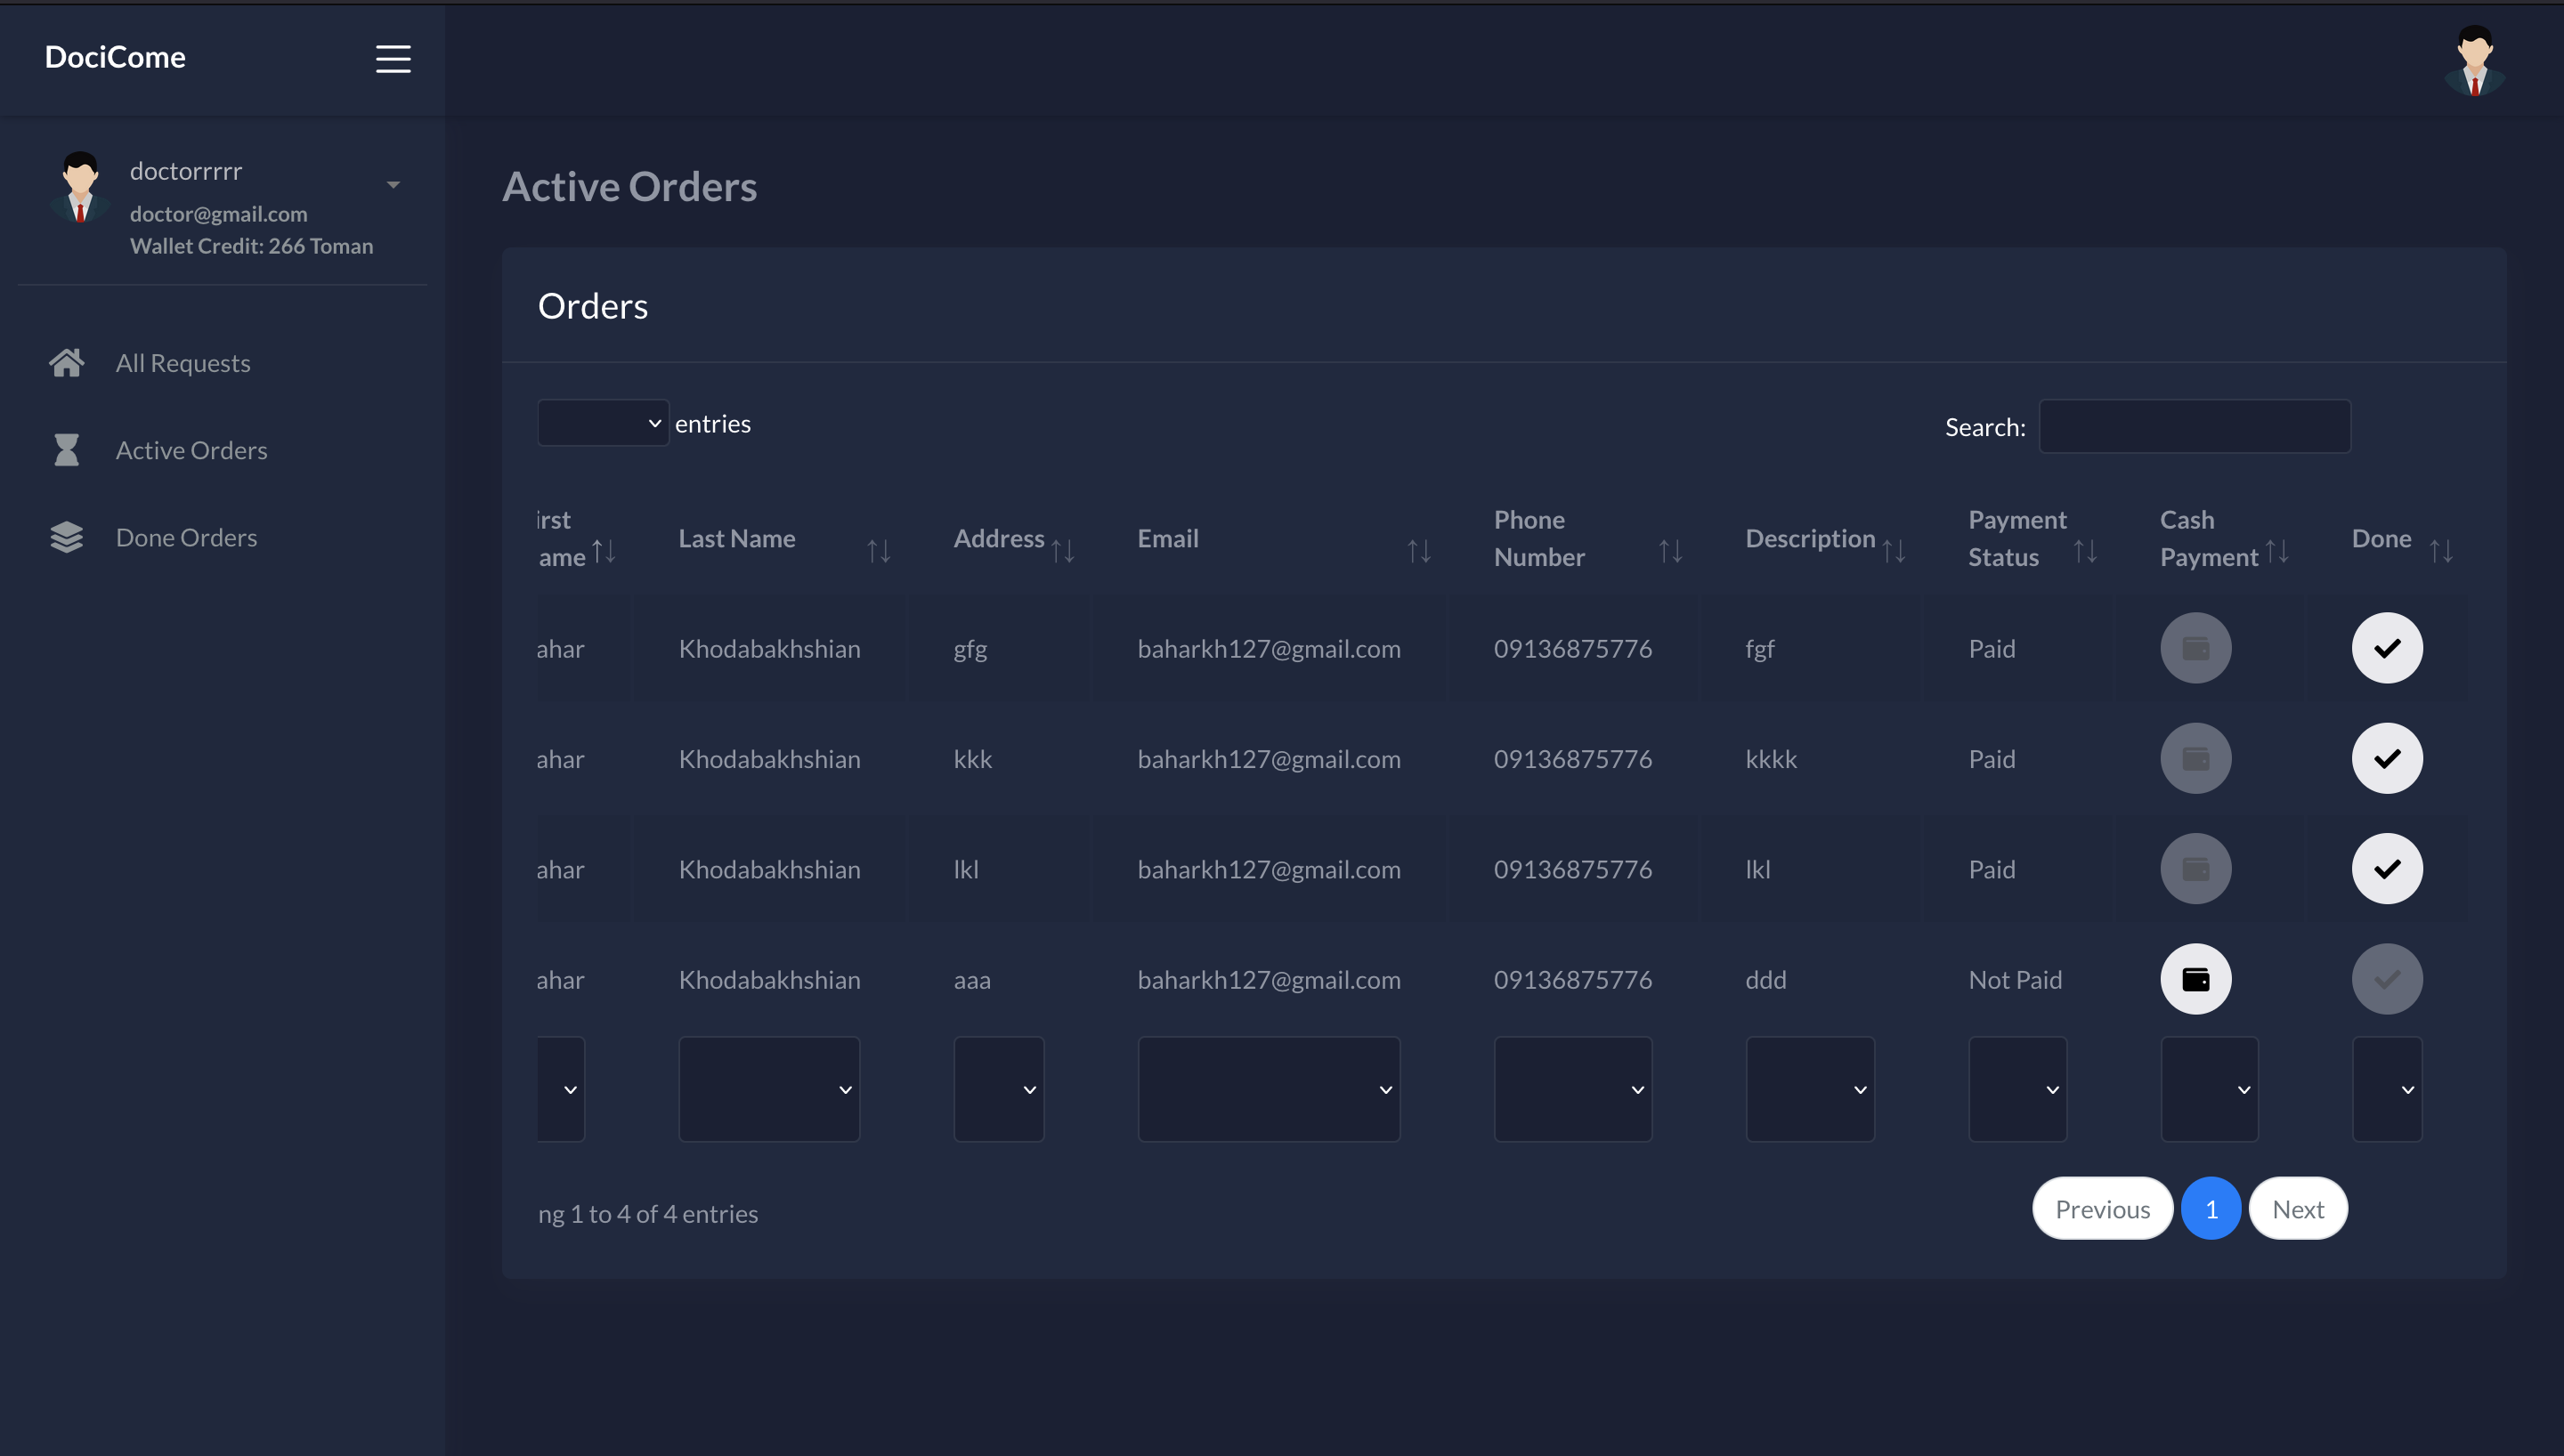 DociCome
doctorrrrr
doctor@gmail.com
Wallet Credit: 266 Toman
All Requests
Active Orders
Done Orders
Active Orders
Orders
entries
Search:
irst
ame
Last Name
Address
Email
Phone
Number
Description
Payment
Status
Cash
Payment
Done
ahar Khodabakhshian gfg baharkh127@gmail.com 09136875776 fgf Paid
ahar Khodabakhshian kkk baharkh127@gmail.com 09136875776 kkkk Paid
ahar Khodabakhshian lkl baharkh127@gmail.com 09136875776 lkl Paid
ahar Khodabakhshian aaa baharkh127@gmail.com 09136875776 ddd Not Paid
ng 1 to 4 of 4 entries
Previous 1 Next